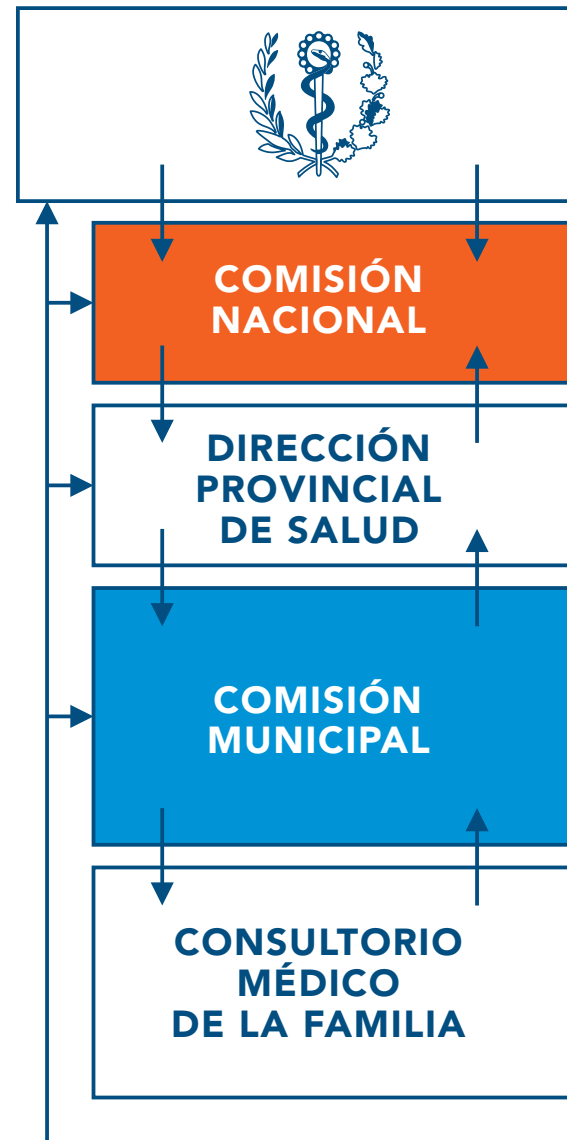 COMISIÓN
NACIONAL
DIRECCIÓN
PROVINCIAL
DE SALUD
COMISIÓN
MUNICIPAL
CONSULTORIO
MÉDICO
DE LA FAMILIA